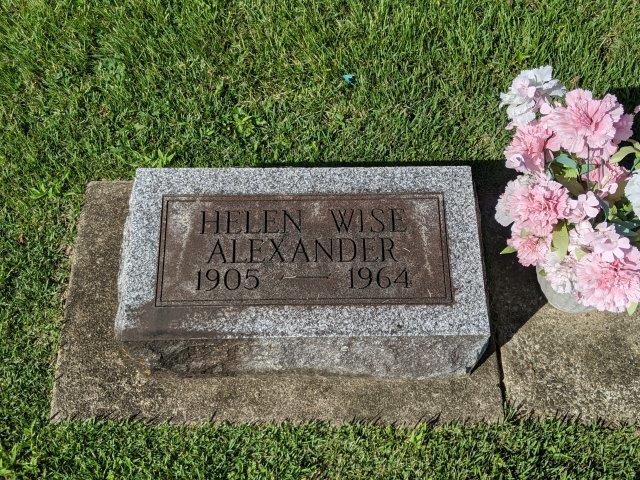 HELEN WISE
ALEXANDER
1905 — 1964